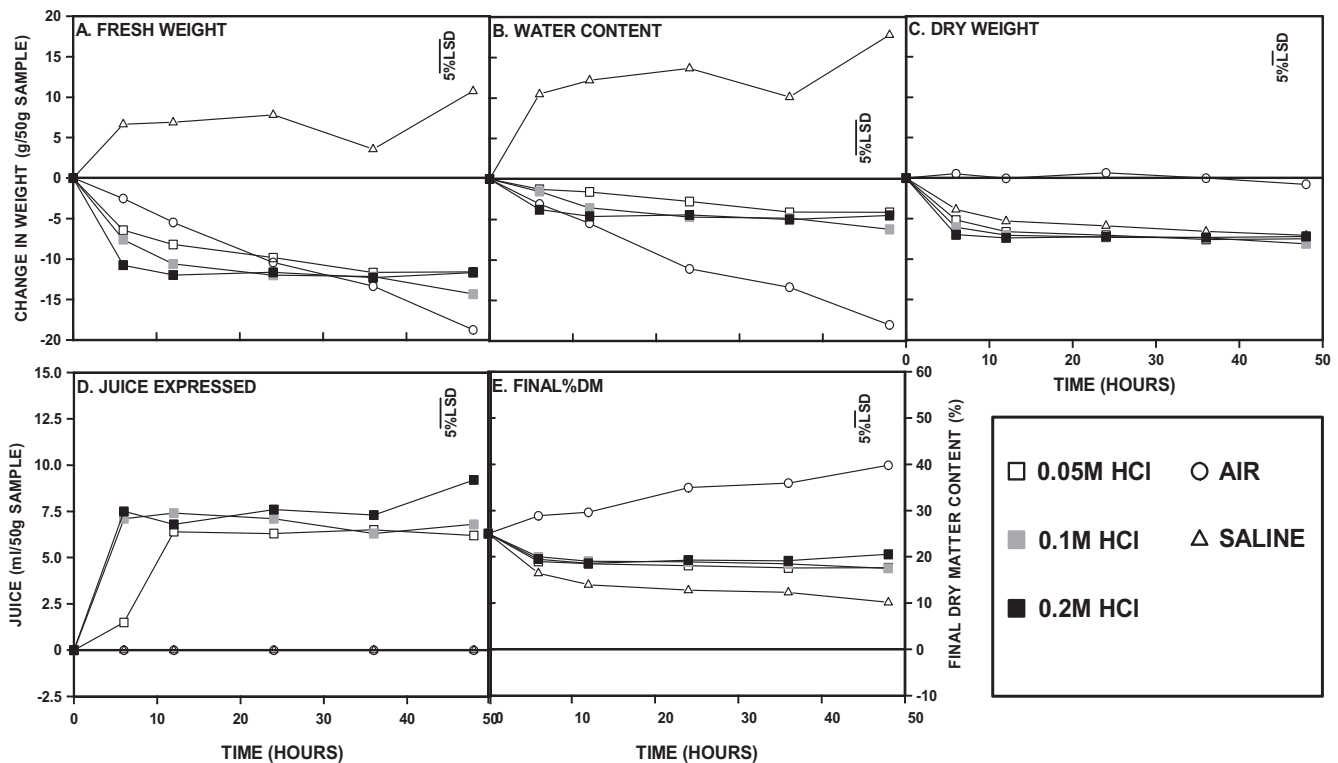 A. FRESH WEIGHT
B. WATER CONTENT
C. DRY WEIGHT
20
15
10
5
0
-5
-10
-15
-20
CHANGE IN WEIGHT (g/50g SAMPLE)
5%LSD
5%LSD
5%LSD
0 10 20 30 40 50
TIME (HOURS)
D. JUICE EXPRESSED
E. FINAL%DM
15.0
12.5
10.0
7.5
5.0
2.5
0
-2.5
JUICE (ml/50g SAMPLE)
5%LSD
5%LSD
60
50
40
30
20
10
0
-10
FINAL DRY MATTER CONTENT (%)
0 10 20 30 40 500 10 20 30 40 50
TIME (HOURS)
TIME (HOURS)
0.05M HCl
AIR
0.1M HCl
SALINE
0.2M HCl